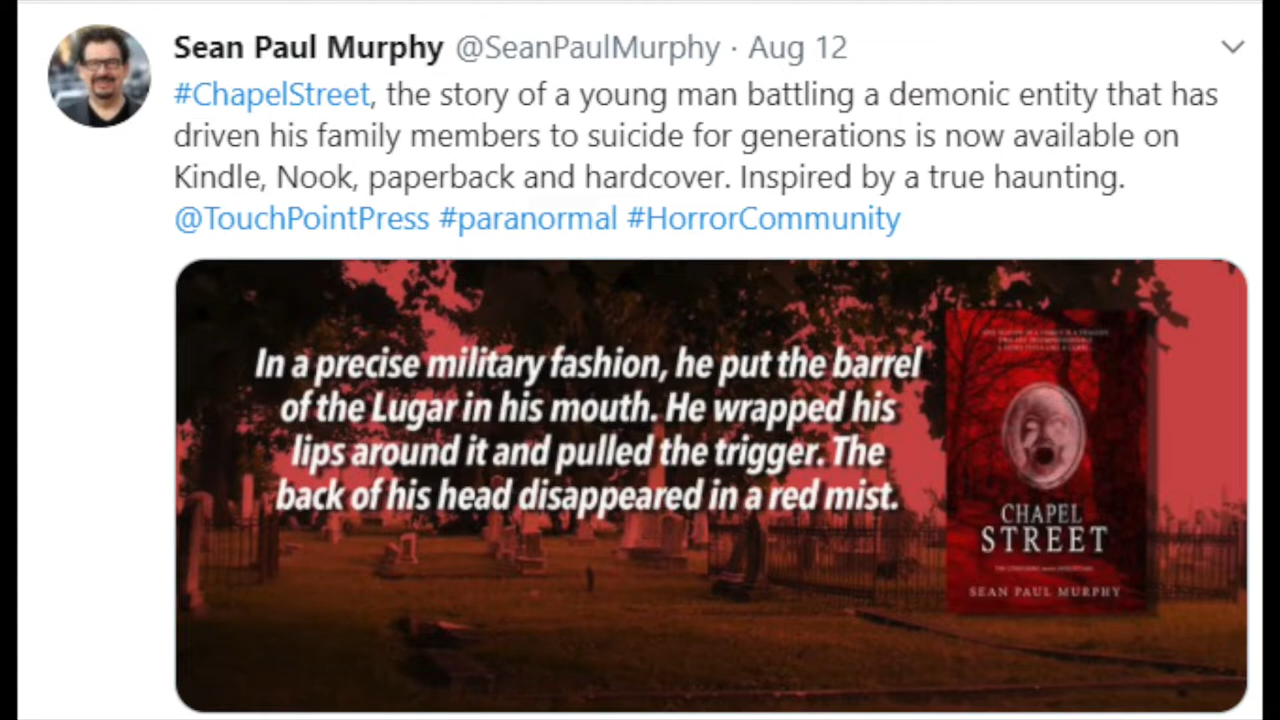 Sean Paul Murphy @SeanPaulMurphy · Aug 12
#ChapelStreet, the story of a young man battling a demonic entity that has
driven his family members to suicide for generations is now available on
Kindle, Nook, paperback and hardcover. Inspired by a true haunting.
@TouchPointPress #paranormal #HorrorCommunity
In a precise military fashion, he put the barrel
of the Lugar in his mouth. He wrapped his
lips around it and pulled the trigger. The
back of his head disappeared in a red mist.
CHAPEL
STREET
SEAN PAUL MURPHY